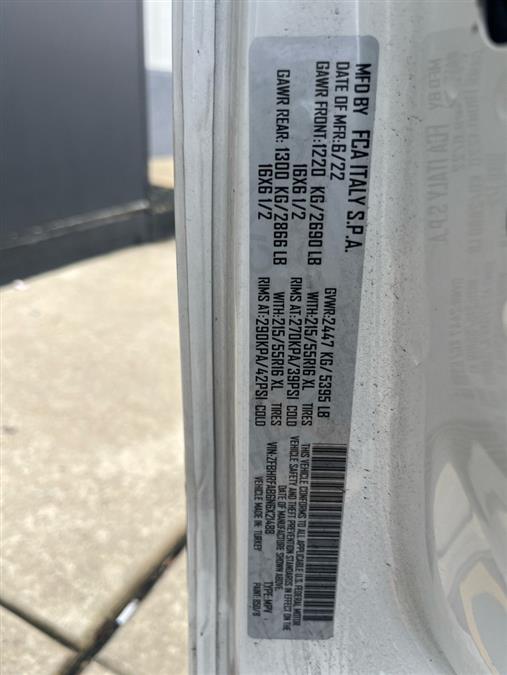 MFD BY FCA ITALY S.P.A.
DATE OF MFR: 6/22 GVWR: 2447 KG/ 5395 LB
GAWR FRONT: 1220 KG/2690 LB WITH: 215/55R16 XL TIRES
16X6 1/2 RIMS AT: 270KPA/39PSI COLD
GAWR REAR: 1300 KG/2866 LB WITH: 215/55R16 XL TIRES
16X6 1/2 RIMS AT: 290KPA/42PSI COLD
THIS VEHICLE CONFORMS TO ALL APPLICABLE U.S. FEDERAL MOTOR
VEHICLE SAFETY AND THEFT PREVENTION STANDARDS IN EFFECT ON THE
DATE OF MANUFACTURE SHOWN ABOVE.
VIN: ZFBHRFAB6N6X21488 TYPE: MPV
VEHICLE MADE IN: TURKEY